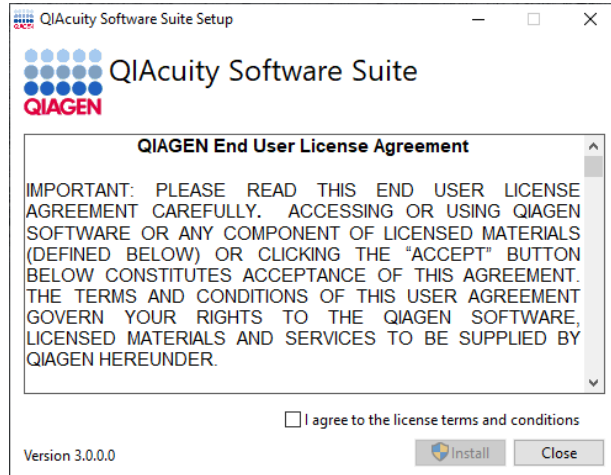 QIAcuity Software Suite Setup
QIAcuity Software Suite
QIAGEN
QIAGEN End User License Agreement
IMPORTANT: PLEASE READ THIS END USER LICENSE
AGREEMENT CAREFULLY. ACCESSING OR USING QIAGEN
SOFTWARE OR ANY COMPONENT OF LICENSED MATERIALS
(DEFINED BELOW) OR CLICKING THE “ACCEPT” BUTTON
BELOW CONSTITUTES ACCEPTANCE OF THIS AGREEMENT.
THE TERMS AND CONDITIONS OF THIS USER AGREEMENT
GOVERN YOUR RIGHTS TO THE QIAGEN SOFTWARE,
LICENSED MATERIALS AND SERVICES TO BE SUPPLIED BY
QIAGEN HEREUNDER.
I agree to the license terms and conditions
Version 3.0.0.0
Install
Close